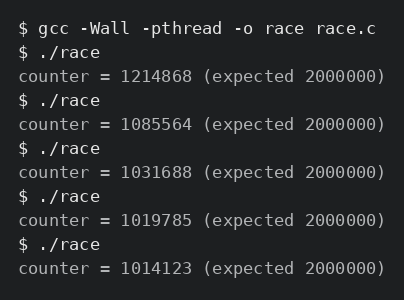 $ gcc -Wall -pthread -o race race.c
$ ./race
counter = 1214868 (expected 2000000)
$ ./race
counter = 1085564 (expected 2000000)
$ ./race
counter = 1031688 (expected 2000000)
$ ./race
counter = 1019785 (expected 2000000)
$ ./race
counter = 1014123 (expected 2000000)